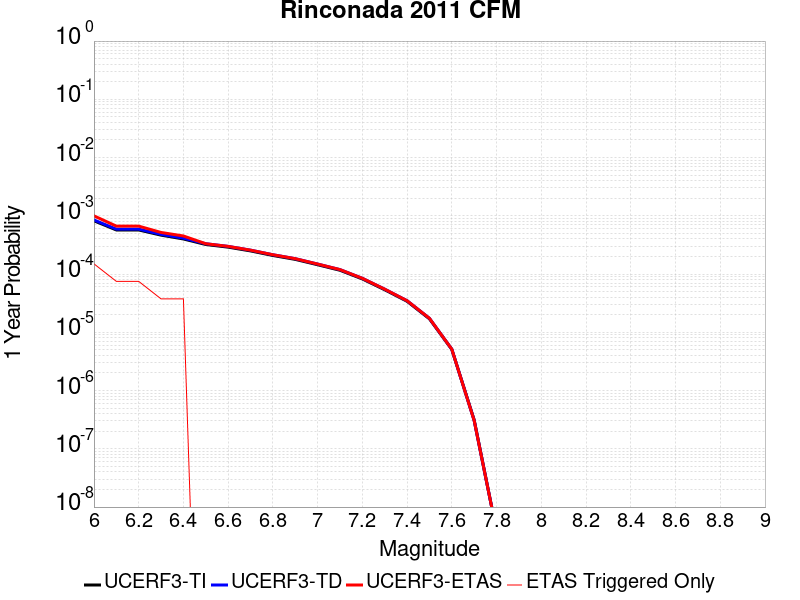 Rinconada 2011 CFM
10^0
10^-1
10^-2
10^-3
10^-4
10^-5
10^-6
10^-7
10^-8
1 Year Probability
6 6.2 6.4 6.6 6.8 7 7.2 7.4 7.6 7.8 8 8.2 8.4 8.6 8.8 9
Magnitude
UCERF3-TI UCERF3-TD UCERF3-ETAS ETAS Triggered Only